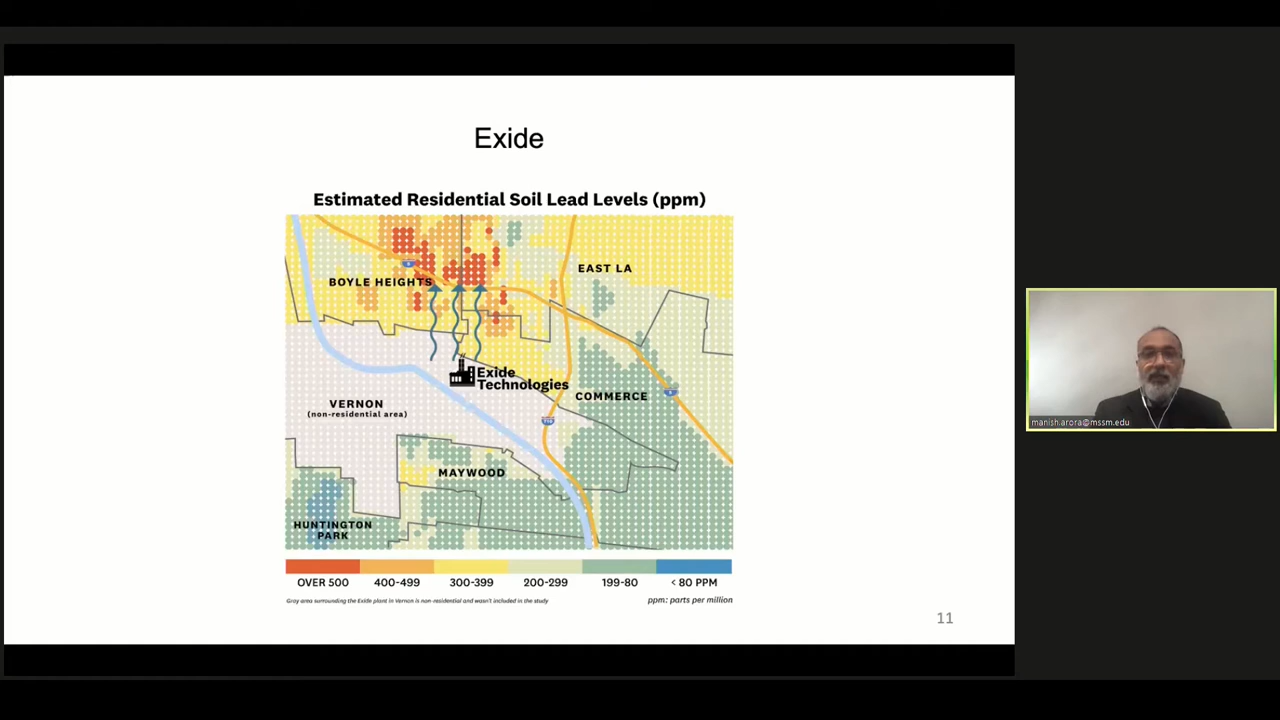 Exide
Estimated Residential Soil Lead Levels (ppm)
EAST LA
5
BOYLE HEIGHTS
Exide
Technologies
VERNON
(non-residential area)
COMMERCE
5
710
MAYWOOD
HUNTINGTON
PARK
OVER 500 400-499 300-399 200-299 199-80 < 80 PPM
Gray area surrounding the Exide plant in Vernon is non-residential and wasn't included in the study
ppm: parts per million
11
manish.arora@mssm.edu